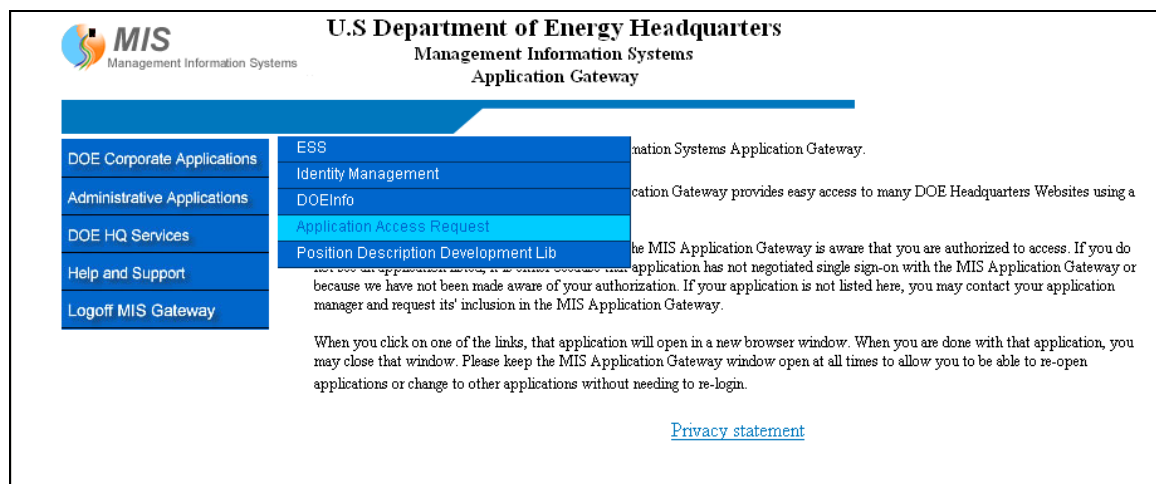 MIS
Management Information Systems
U.S Department of Energy Headquarters
Management Information Systems
Application Gateway
DOE Corporate Applications
Administrative Applications
DOE HQ Services
Help and Support
Logoff MIS Gateway
ESS
Identity Management
DOEInfo
Application Access Request
Position Description Development Lib
mation Systems Application Gateway.
ication Gateway provides easy access to many DOE Headquarters Websites using a
he MIS Application Gateway is aware that you are authorized to access. If you do
application has not negotiated single sign-on with the MIS Application Gateway or
because we have not been made aware of your authorization. If your application is not listed here, you may contact your application
manager and request its' inclusion in the MIS Application Gateway.
When you click on one of the links, that application will open in a new browser window. When you are done with that application, you
may close that window. Please keep the MIS Application Gateway window open at all times to allow you to be able to re-open
applications or change to other applications without needing to re-login.
Privacy statement